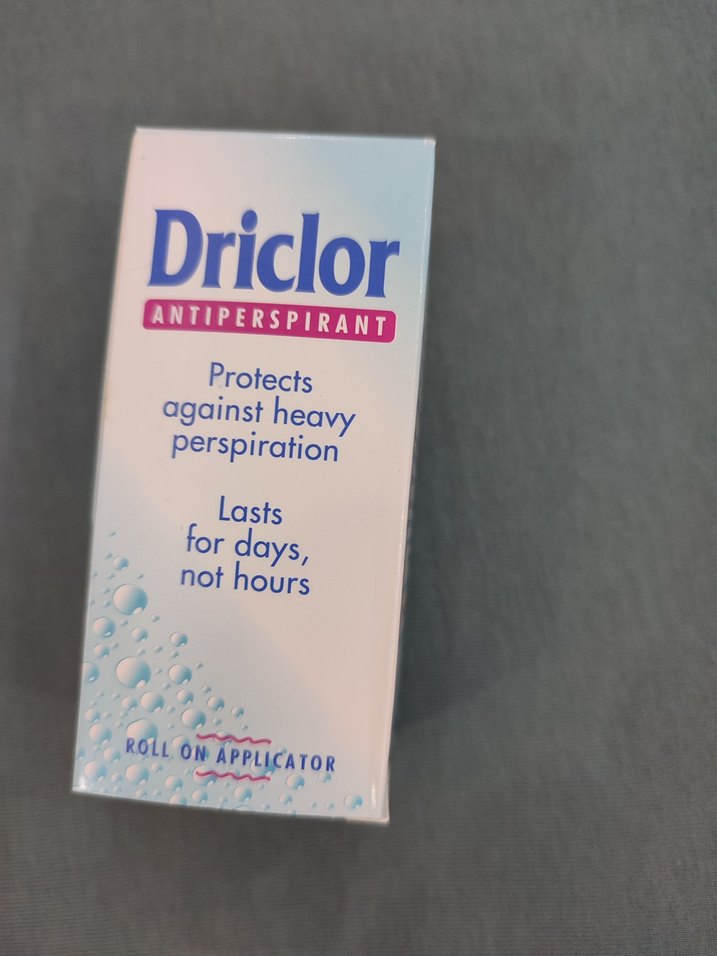 Driclor
ANTIPERSPIRANT
Protects
against heavy
perspiration
Lasts
for days,
not hours
ROLL ON APPLICATOR